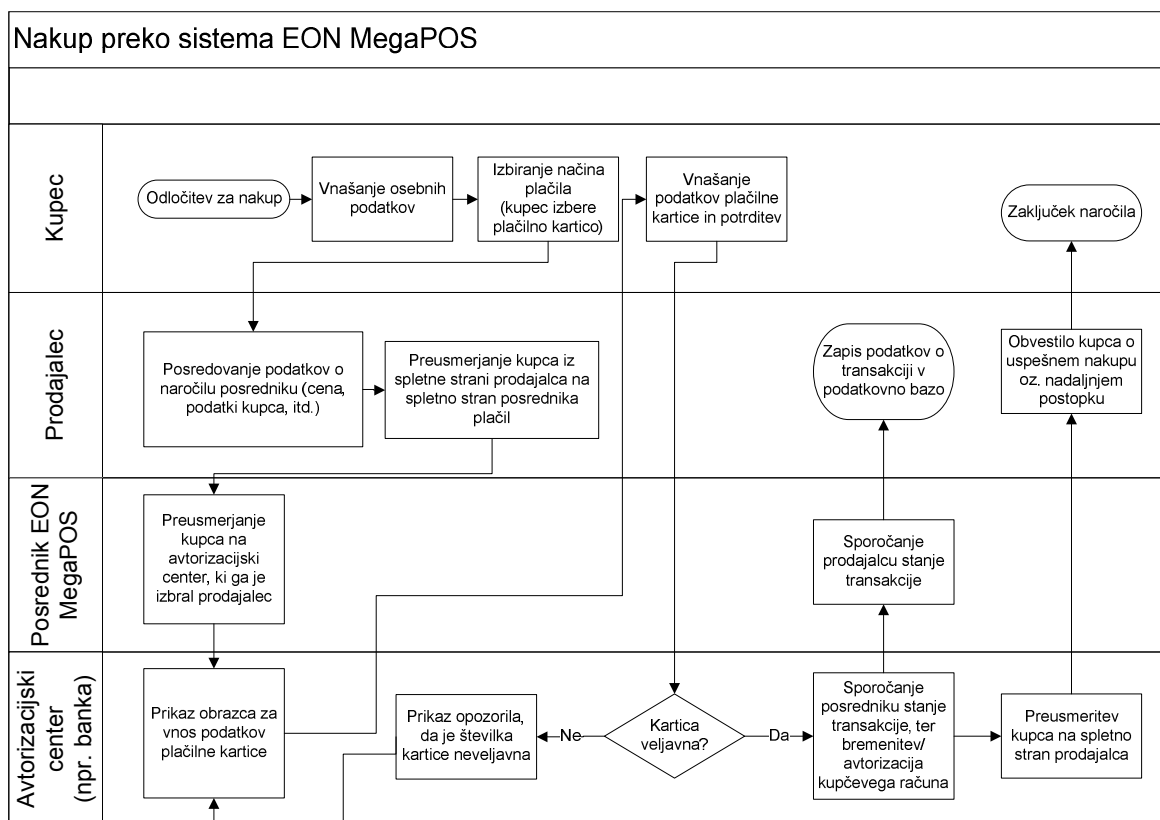 Nakup preko sistema EON MegaPOS
Kupec
Odločitev za nakup
Vnašanje osebnih
podatkov
Izbiranje načina
plačila
(kupec izbere
plačilno kartico)
Vnašanje
podatkov plačilne
kartice in potrditev
Zaključek naročila
Prodajalec
Posredovanje podatkov o
naročilu posredniku (cena,
podatki kupca, itd.)
Preusmerjanje kupca iz
spletne strani prodajalca na
spletno stran posrednika
plačil
Zapis podatkov o
transakciji v
podatkovno bazo
Obvestilo kupca o
uspešnem nakupu
oz. nadaljnjem
postopku
Posrednik EON
MegaPOS
Preusmerjanje
kupca na
avtorizacijski
center, ki ga je
izbral prodajalec
Sporočanje
prodajalcu stanje
transakcije
Avtorizacijski
center
(npr. banka)
Prikaz obrazca za
vnos podatkov
plačilne kartice
Prikaz opozorila,
da je številka
kartice neveljavna
Ne
Kartica
veljavna?
Da
Sporočanje
posredniku stanje
transakcije, ter
bremenitev/
avtorizacija
kupčevega računa
Preusmeritev
kupca na spletno
stran prodajalca